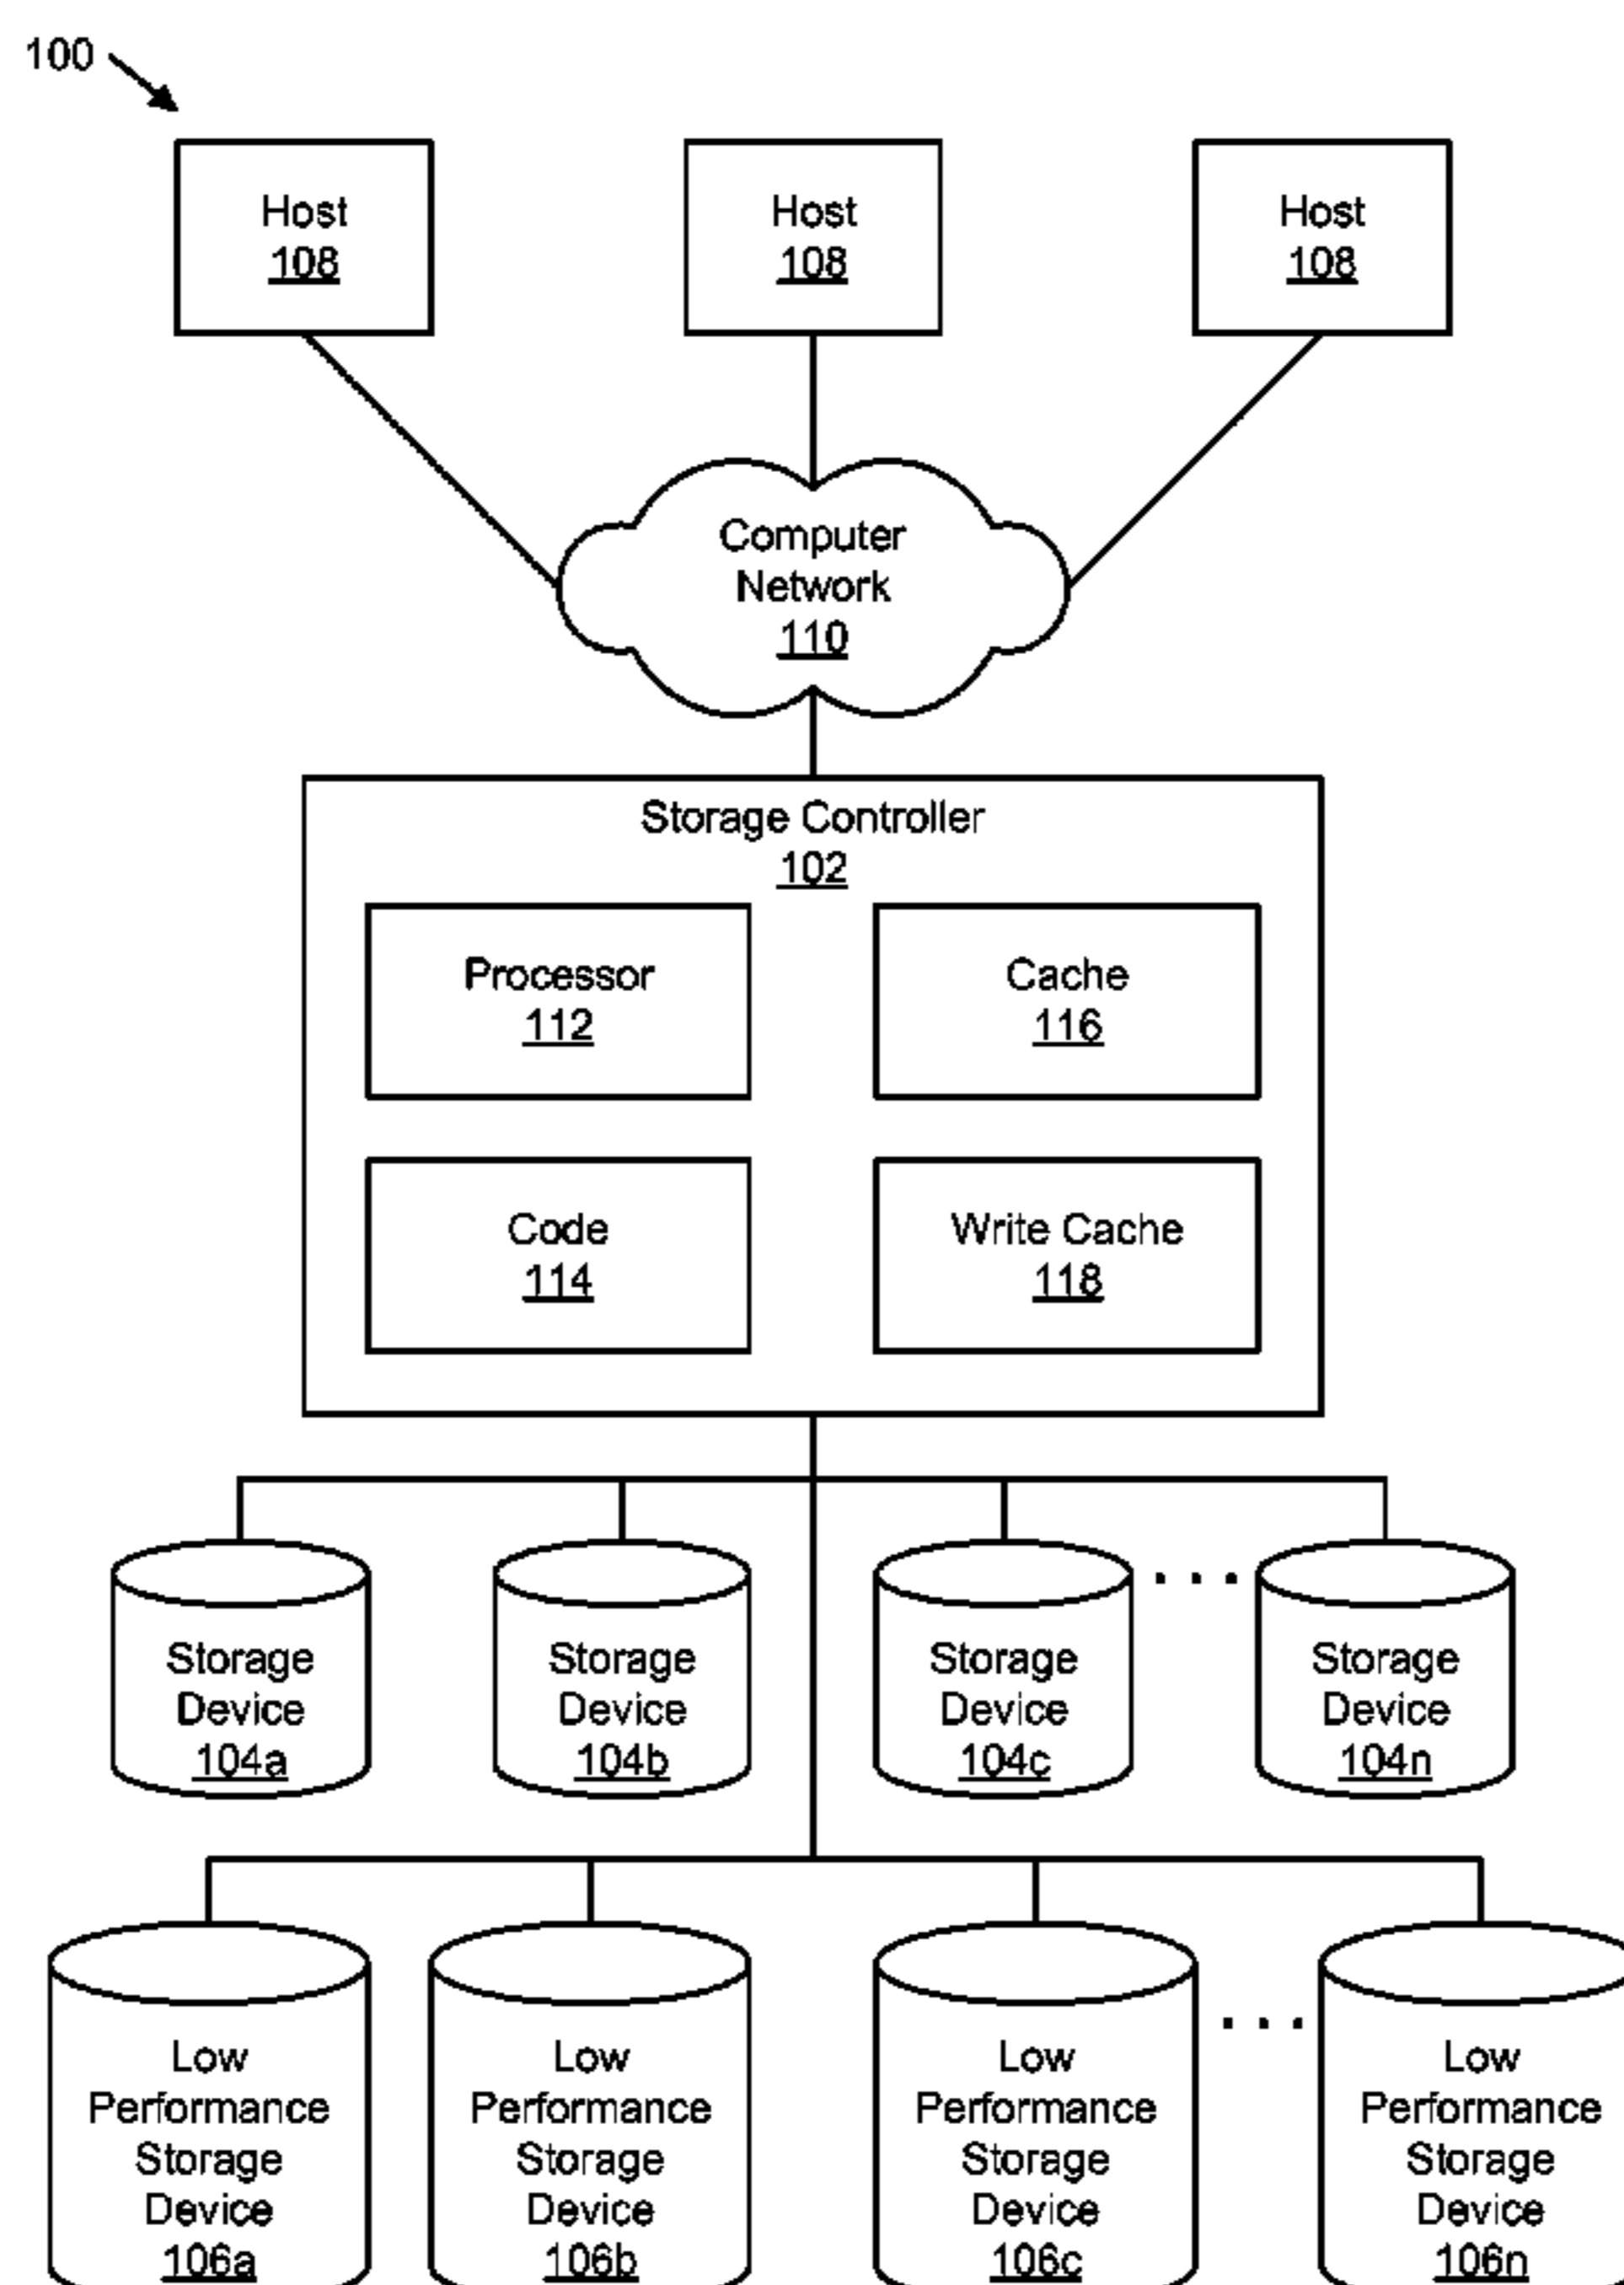 100
Host
108
Host
108
Host
108
Computer
Network
110
Storage Controller
102
Processor
112
Cache
116
Code
114
Write Cache
118
Storage
Device
104a
Storage
Device
104b
Storage
Device
104c
. . .
Storage
Device
104n
Low
Performance
Storage
Device
106a
Low
Performance
Storage
Device
106b
Low
Performance
Storage
Device
106c
. . .
Low
Performance
Storage
Device
106n